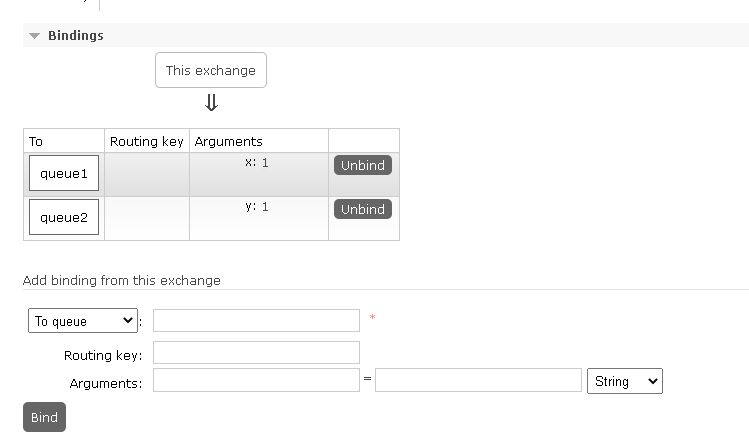 Bindings
This exchange
⇓
To Routing key Arguments
queue1 x: 1 Unbind
queue2 y: 1 Unbind
Add binding from this exchange
To queue : *
Routing key:
Arguments: = String
Bind